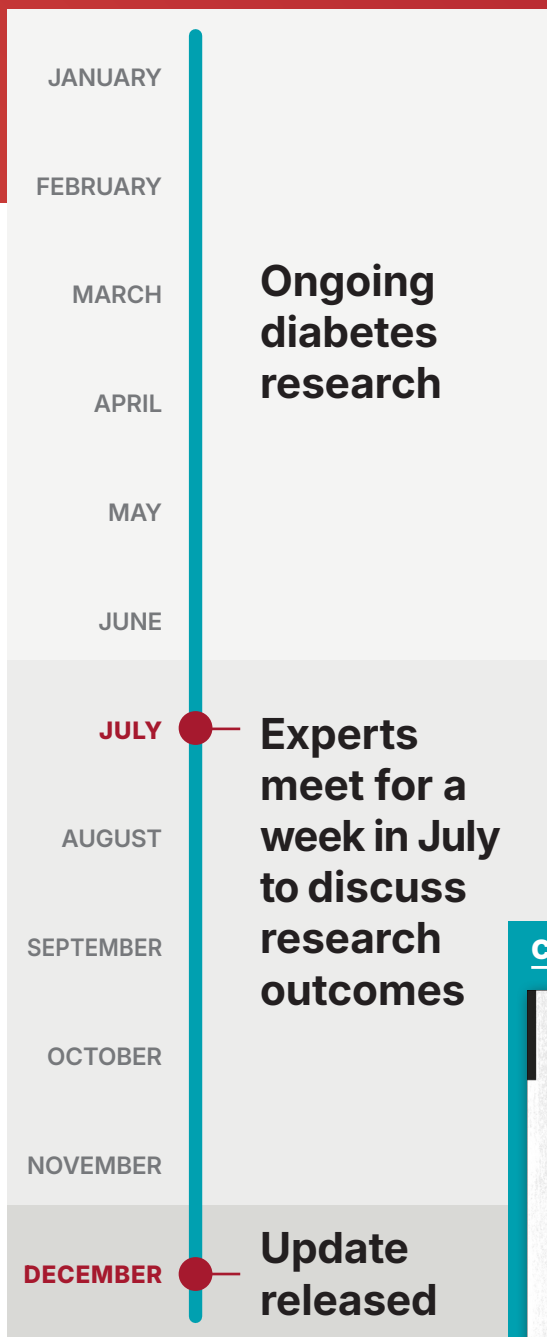 JANUARY
FEBRUARY
MARCH
APRIL
MAY
JUNE
JULY
AUGUST
SEPTEMBER
OCTOBER
NOVEMBER
DECEMBER
Ongoing
diabetes
research
Experts
meet for a
week in July
to discuss
research
outcomes
Update
released